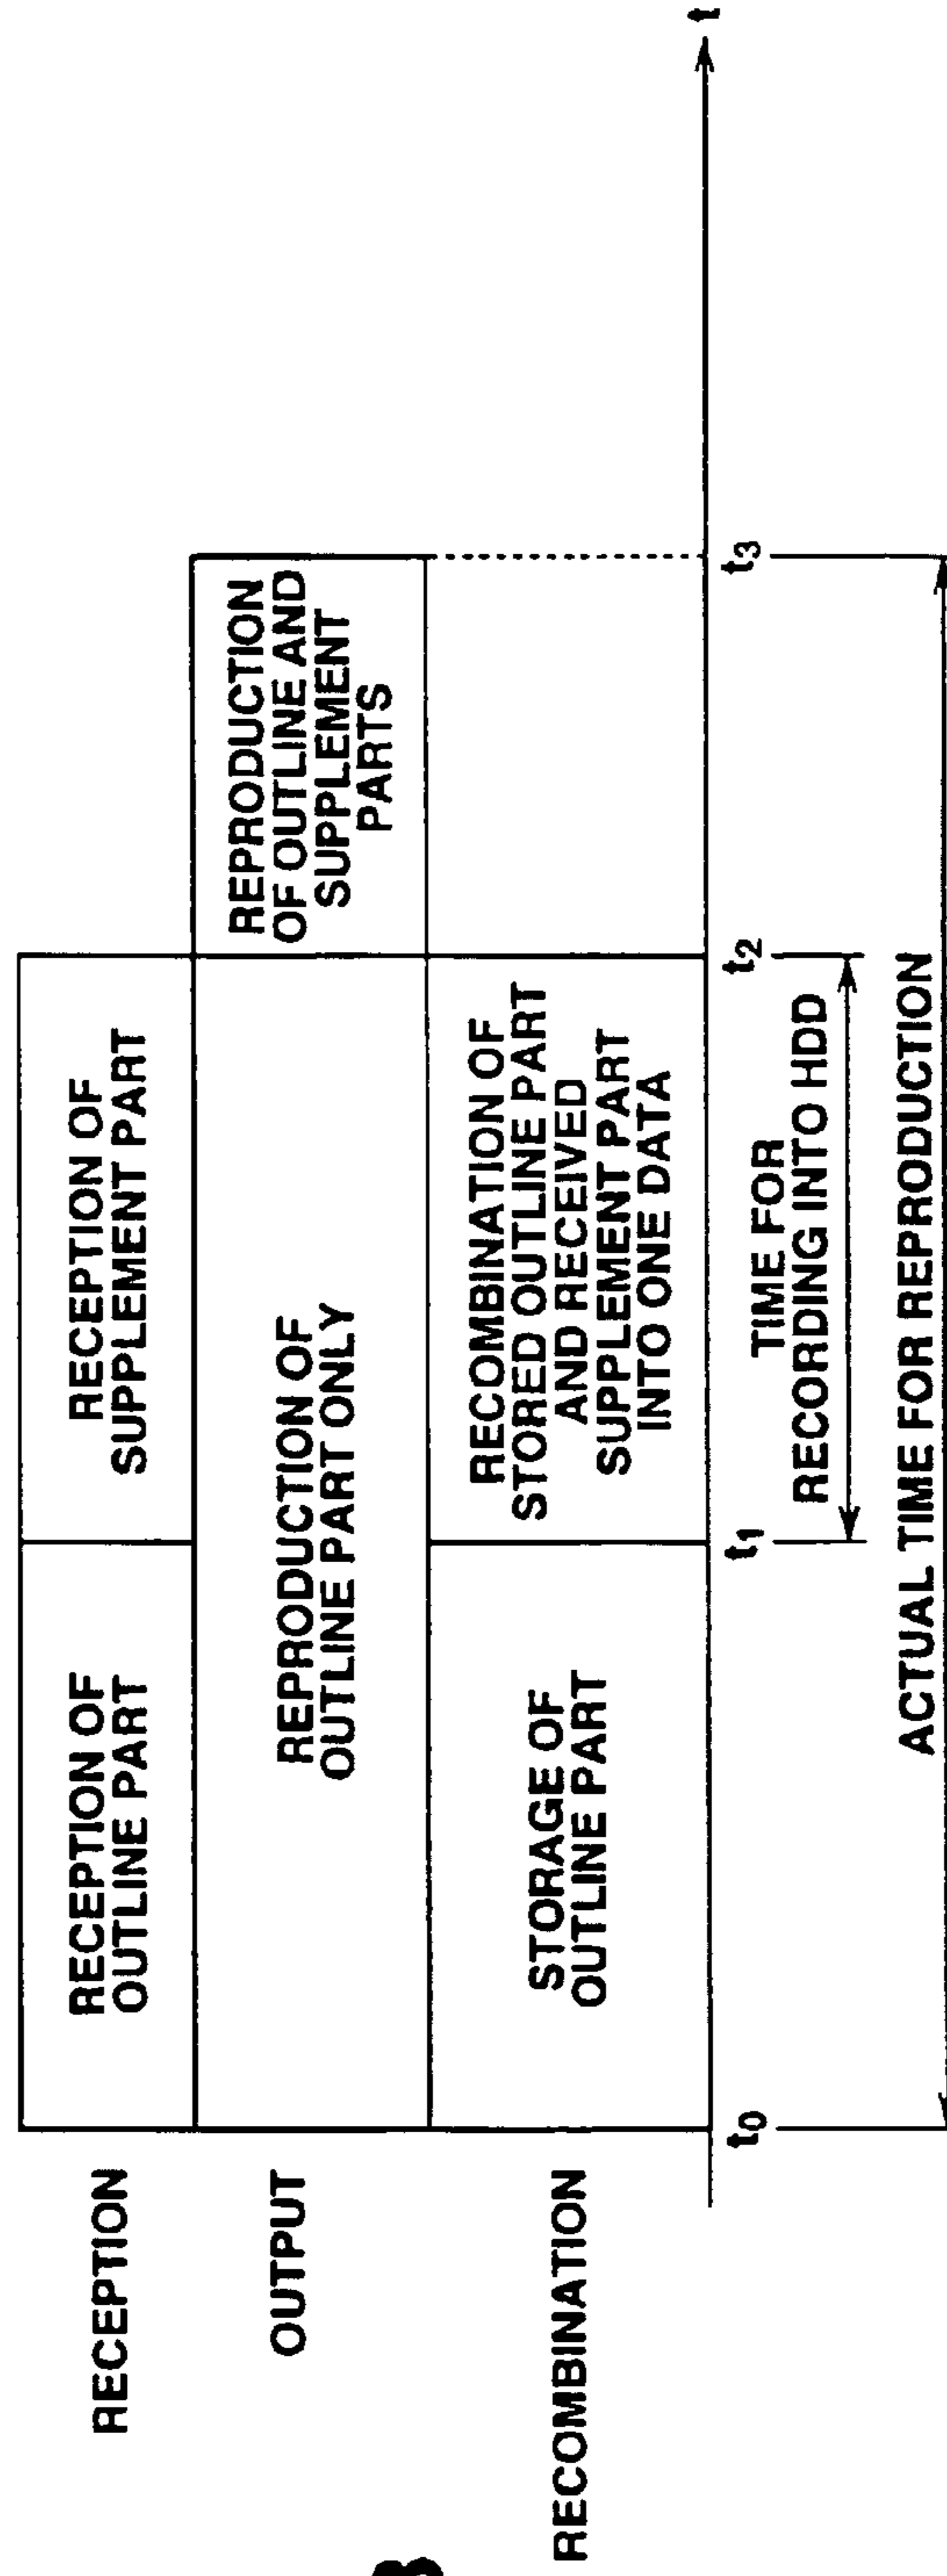 RECEPTION
RECEPTION OF
OUTLINE PART
RECEPTION OF
SUPPLEMENT PART
OUTPUT
REPRODUCTION OF
OUTLINE PART ONLY
REPRODUCTION
OF OUTLINE AND
SUPPLEMENT
PARTS
RECOMBINATION
STORAGE OF
OUTLINE PART
RECOMBINATION OF
STORED OUTLINE PART
AND RECEIVED
SUPPLEMENT PART
INTO ONE DATA
t
t0
t1
t2
t3
TIME FOR
RECORDING INTO HDD
ACTUAL TIME FOR REPRODUCTION